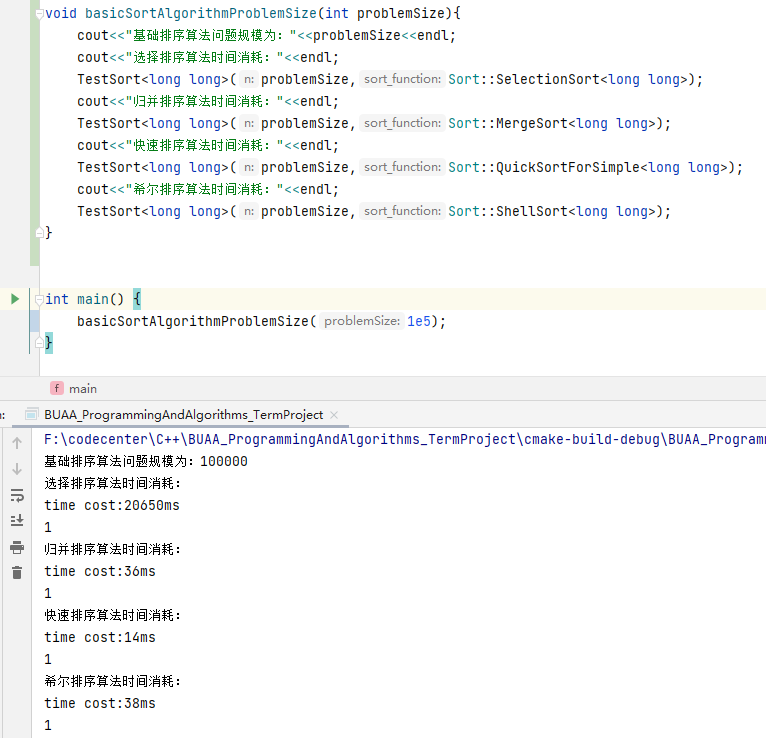 void basicSortAlgorithmProblemSize(int problemSize){
cout<<"基础排序算法问题规模为："<<problemSize<<endl;
cout<<"选择排序算法时间消耗："<<endl;
TestSort<long long>( n: problemSize, sort_function: Sort::SelectionSort<long long>);
cout<<"归并排序算法时间消耗："<<endl;
TestSort<long long>( n: problemSize, sort_function: Sort::MergeSort<long long>);
cout<<"快速排序算法时间消耗："<<endl;
TestSort<long long>( n: problemSize, sort_function: Sort::QuickSortForSimple<long long>);
cout<<"希尔排序算法时间消耗："<<endl;
TestSort<long long>( n: problemSize, sort_function: Sort::ShellSort<long long>);
}
int main() {
basicSortAlgorithmProblemSize( problemSize: 1e5);
}
f main
BUAA_ProgrammingAndAlgorithms_TermProject ×
F:\codecenter\C++\BUAA_ProgrammingAndAlgorithms_TermProject\cmake-build-debug\BUAA_Programm
基础排序算法问题规模为：100000
选择排序算法时间消耗：
time cost:20650ms
1
归并排序算法时间消耗：
time cost:36ms
1
快速排序算法时间消耗：
time cost:14ms
1
希尔排序算法时间消耗：
time cost:38ms
1